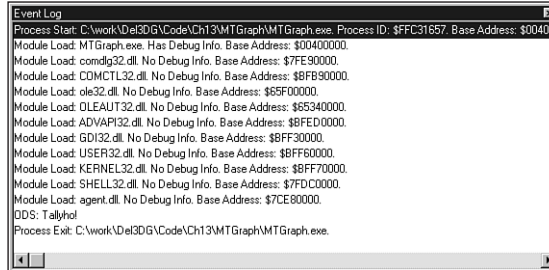 Event Log
Process Start: C:\work\Del3DG\Code\Ch13\MTGraph\MTGraph.exe. Process ID: $FFC31657. Base Address: $0040
Module Load: MTGraph.exe. Has Debug Info. Base Address: $00400000.
Module Load: comdlg32.dll. No Debug Info. Base Address: $7FE90000.
Module Load: COMCTL32.dll. No Debug Info. Base Address: $BFB90000.
Module Load: ole32.dll. No Debug Info. Base Address: $65F00000.
Module Load: OLEAUT32.dll. No Debug Info. Base Address: $65340000.
Module Load: ADVAPI32.dll. No Debug Info. Base Address: $BFED0000.
Module Load: GDI32.dll. No Debug Info. Base Address: $BFF30000.
Module Load: USER32.dll. No Debug Info. Base Address: $BFF60000.
Module Load: KERNEL32.dll. No Debug Info. Base Address: $BFF70000.
Module Load: SHELL32.dll. No Debug Info. Base Address: $7FDC0000.
Module Load: agent.dll. No Debug Info. Base Address: $7CE80000.
ODS: Tallyho!
Process Exit: C:\work\Del3DG\Code\Ch13\MTGraph\MTGraph.exe.